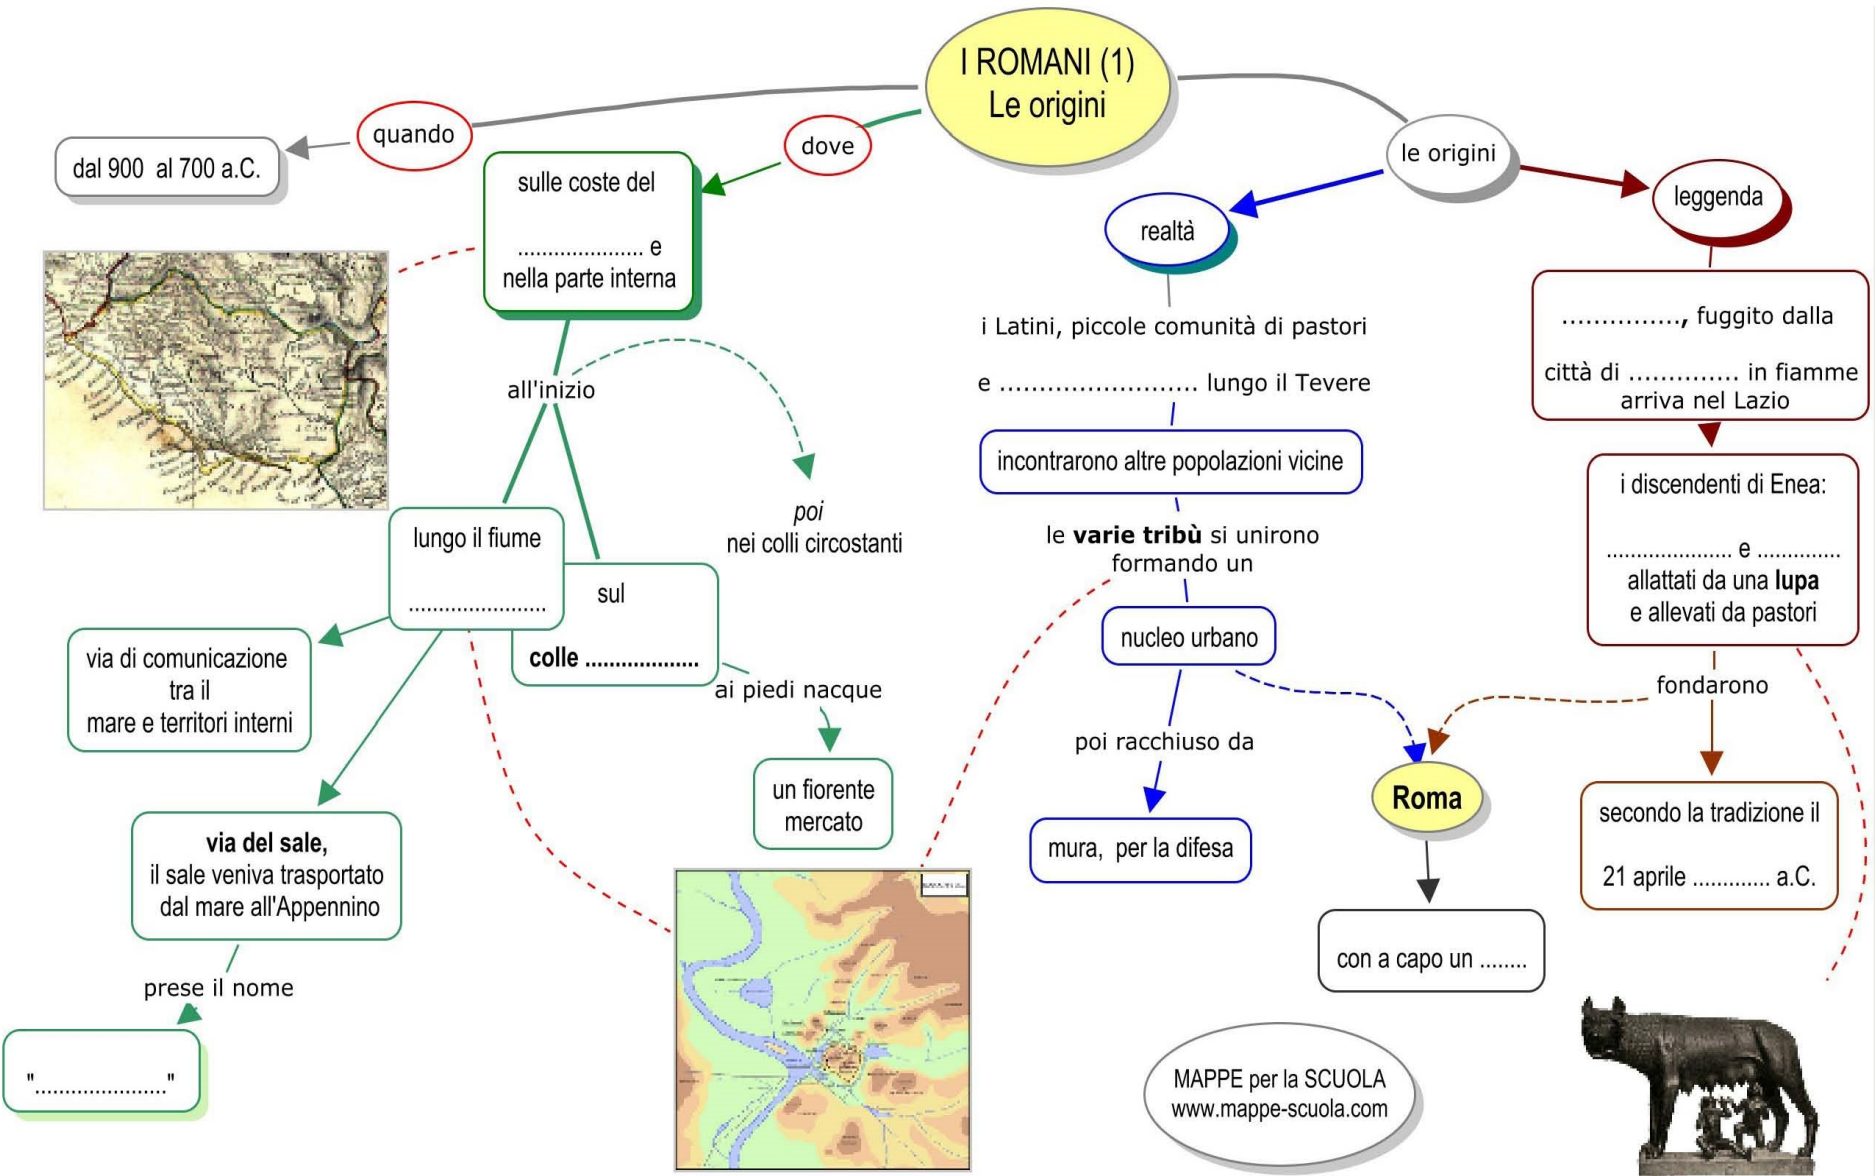 I ROMANI (1)
Le origini
quando
dal 900 al 700 a.C.
dove
sulle coste del
..................... e
nella parte interna
all'inizio
poi
nei colli circostanti
lungo il fiume
.......................
sul
colle ...................
via di comunicazione
tra il
mare e territori interni
ai piedi nacque
un fiorente
mercato
via del sale,
il sale veniva trasportato
dal mare all'Appennino
prese il nome
"......................"
le origini
realtà
i Latini, piccole comunità di pastori
e ......................... lungo il Tevere
incontrarono altre popolazioni vicine
le varie tribù si unirono
formando un
nucleo urbano
poi racchiuso da
mura, per la difesa
leggenda
..............., fuggito dalla
città di .............. in fiamme
arriva nel Lazio
i discendenti di Enea:
..................... e ..............
allattati da una lupa
e allevati da pastori
fondarono
Roma
con a capo un ........
secondo la tradizione il
21 aprile ............. a.C.
MAPPE per la SCUOLA
www.mappe-scuola.com